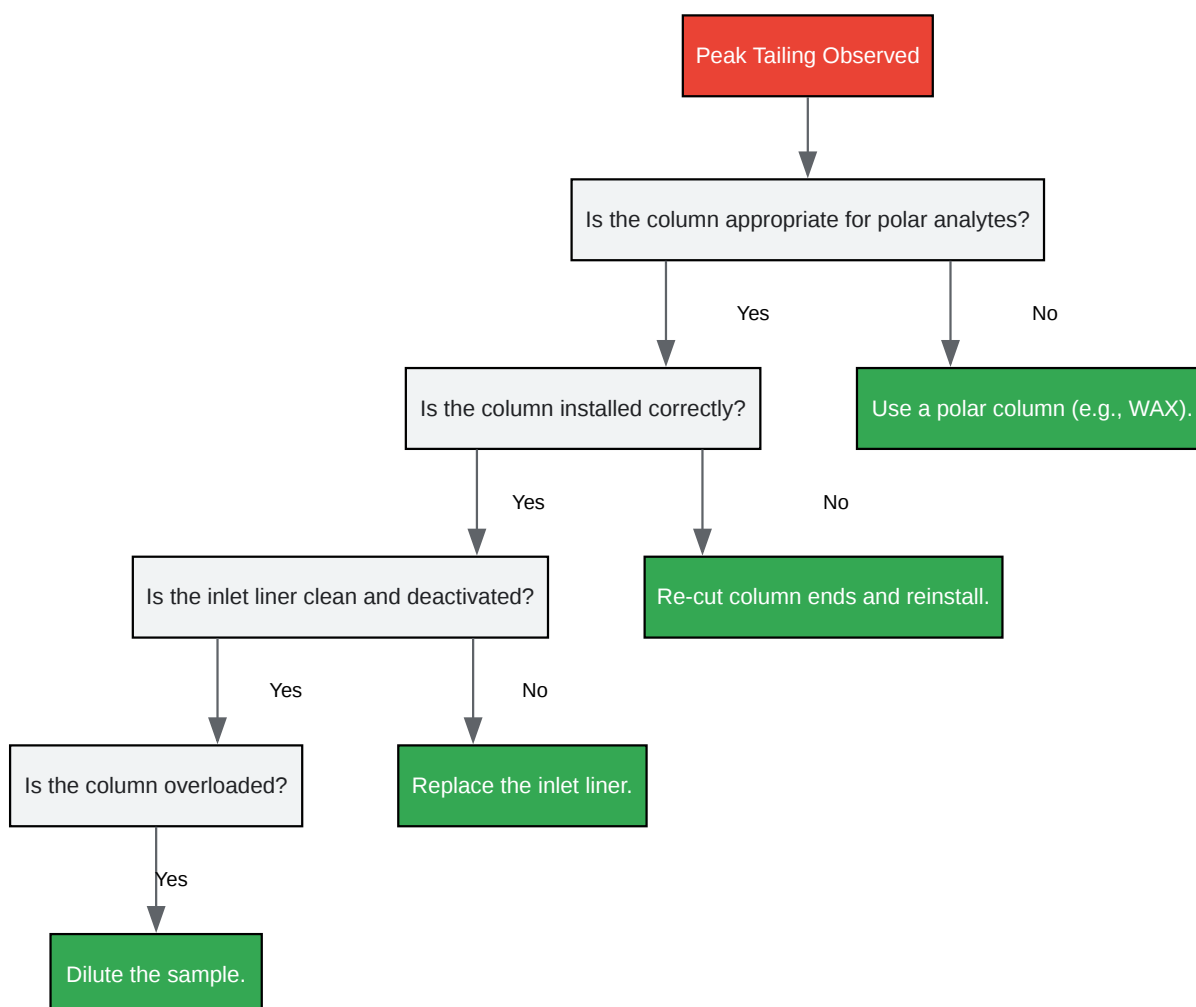 Peak Tailing Observed
Is the column appropriate for polar analytes?
Yes
No
Is the column installed correctly?
Use a polar column (e.g., WAX).
Yes
No
Is the inlet liner clean and deactivated?
Re-cut column ends and reinstall.
Yes
No
Is the column overloaded?
Replace the inlet liner.
Yes
Dilute the sample.